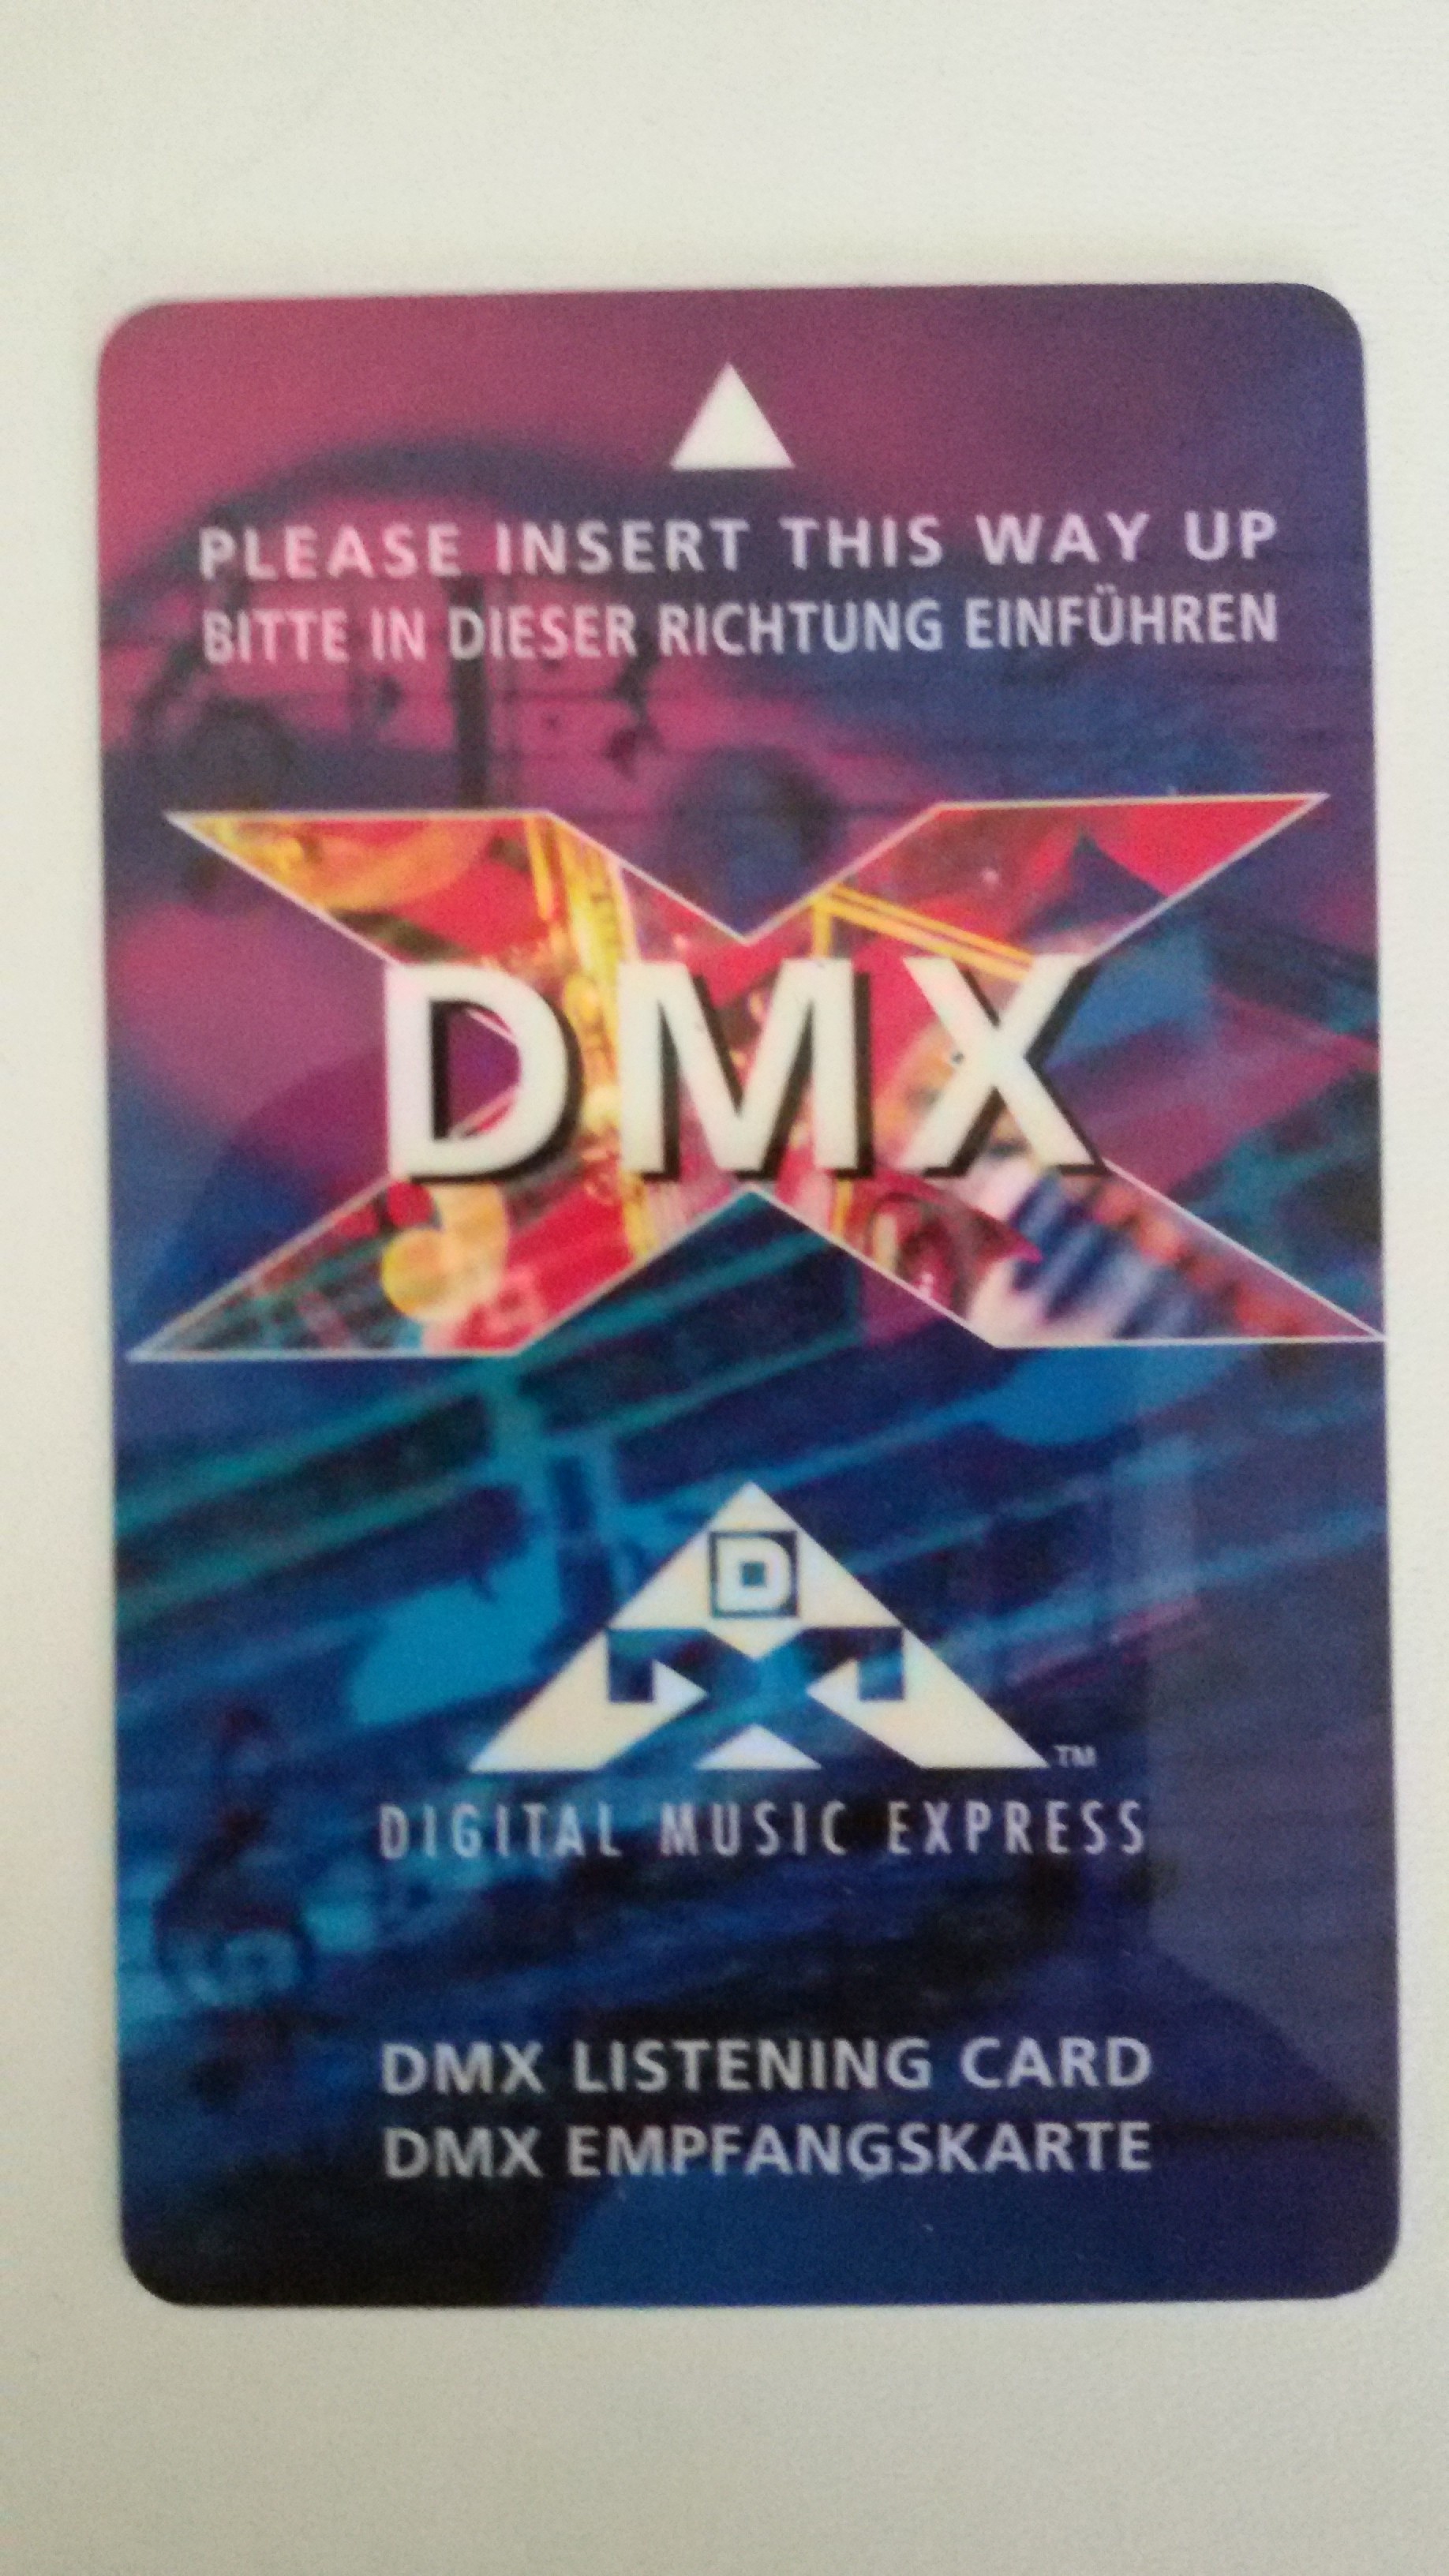 PLEASE INSERT THIS WAY UP
BITTE IN DIESER RICHTUNG EINFÜHREN
DMX
D
X
TM
DIGITAL MUSIC EXPRESS
DMX LISTENING CARD
DMX EMPFANGSKARTE